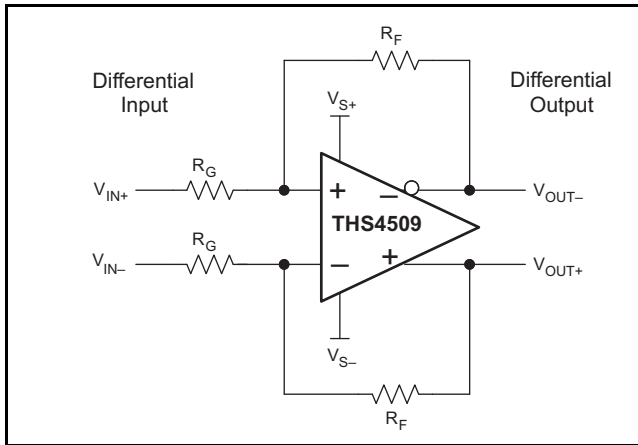 R_F
Differential Input
Differential Output
V_S+
R_G
V_IN+
+
−
V_OUT−
THS4509
R_G
V_IN−
−
+
V_OUT+
V_S−
R_F